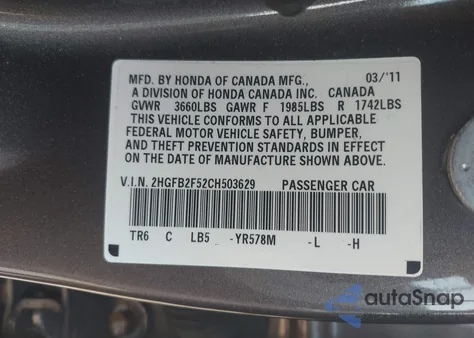 MFD. BY HONDA OF CANADA MFG., 03/'11
A DIVISION OF HONDA CANADA INC. CANADA
GVWR 3660LBS GAWR F 1985LBS R 1742LBS
THIS VEHICLE CONFORMS TO ALL APPLICABLE
FEDERAL MOTOR VEHICLE SAFETY, BUMPER,
AND THEFT PREVENTION STANDARDS IN EFFECT ON
DATE OF MANUFACTURE SHOWN ABOVE.
V.I.N. 2HGFB2F52CH503629 PASSENGER CAR
TR6 C LB5 -YR578M -L -H
autoSnap